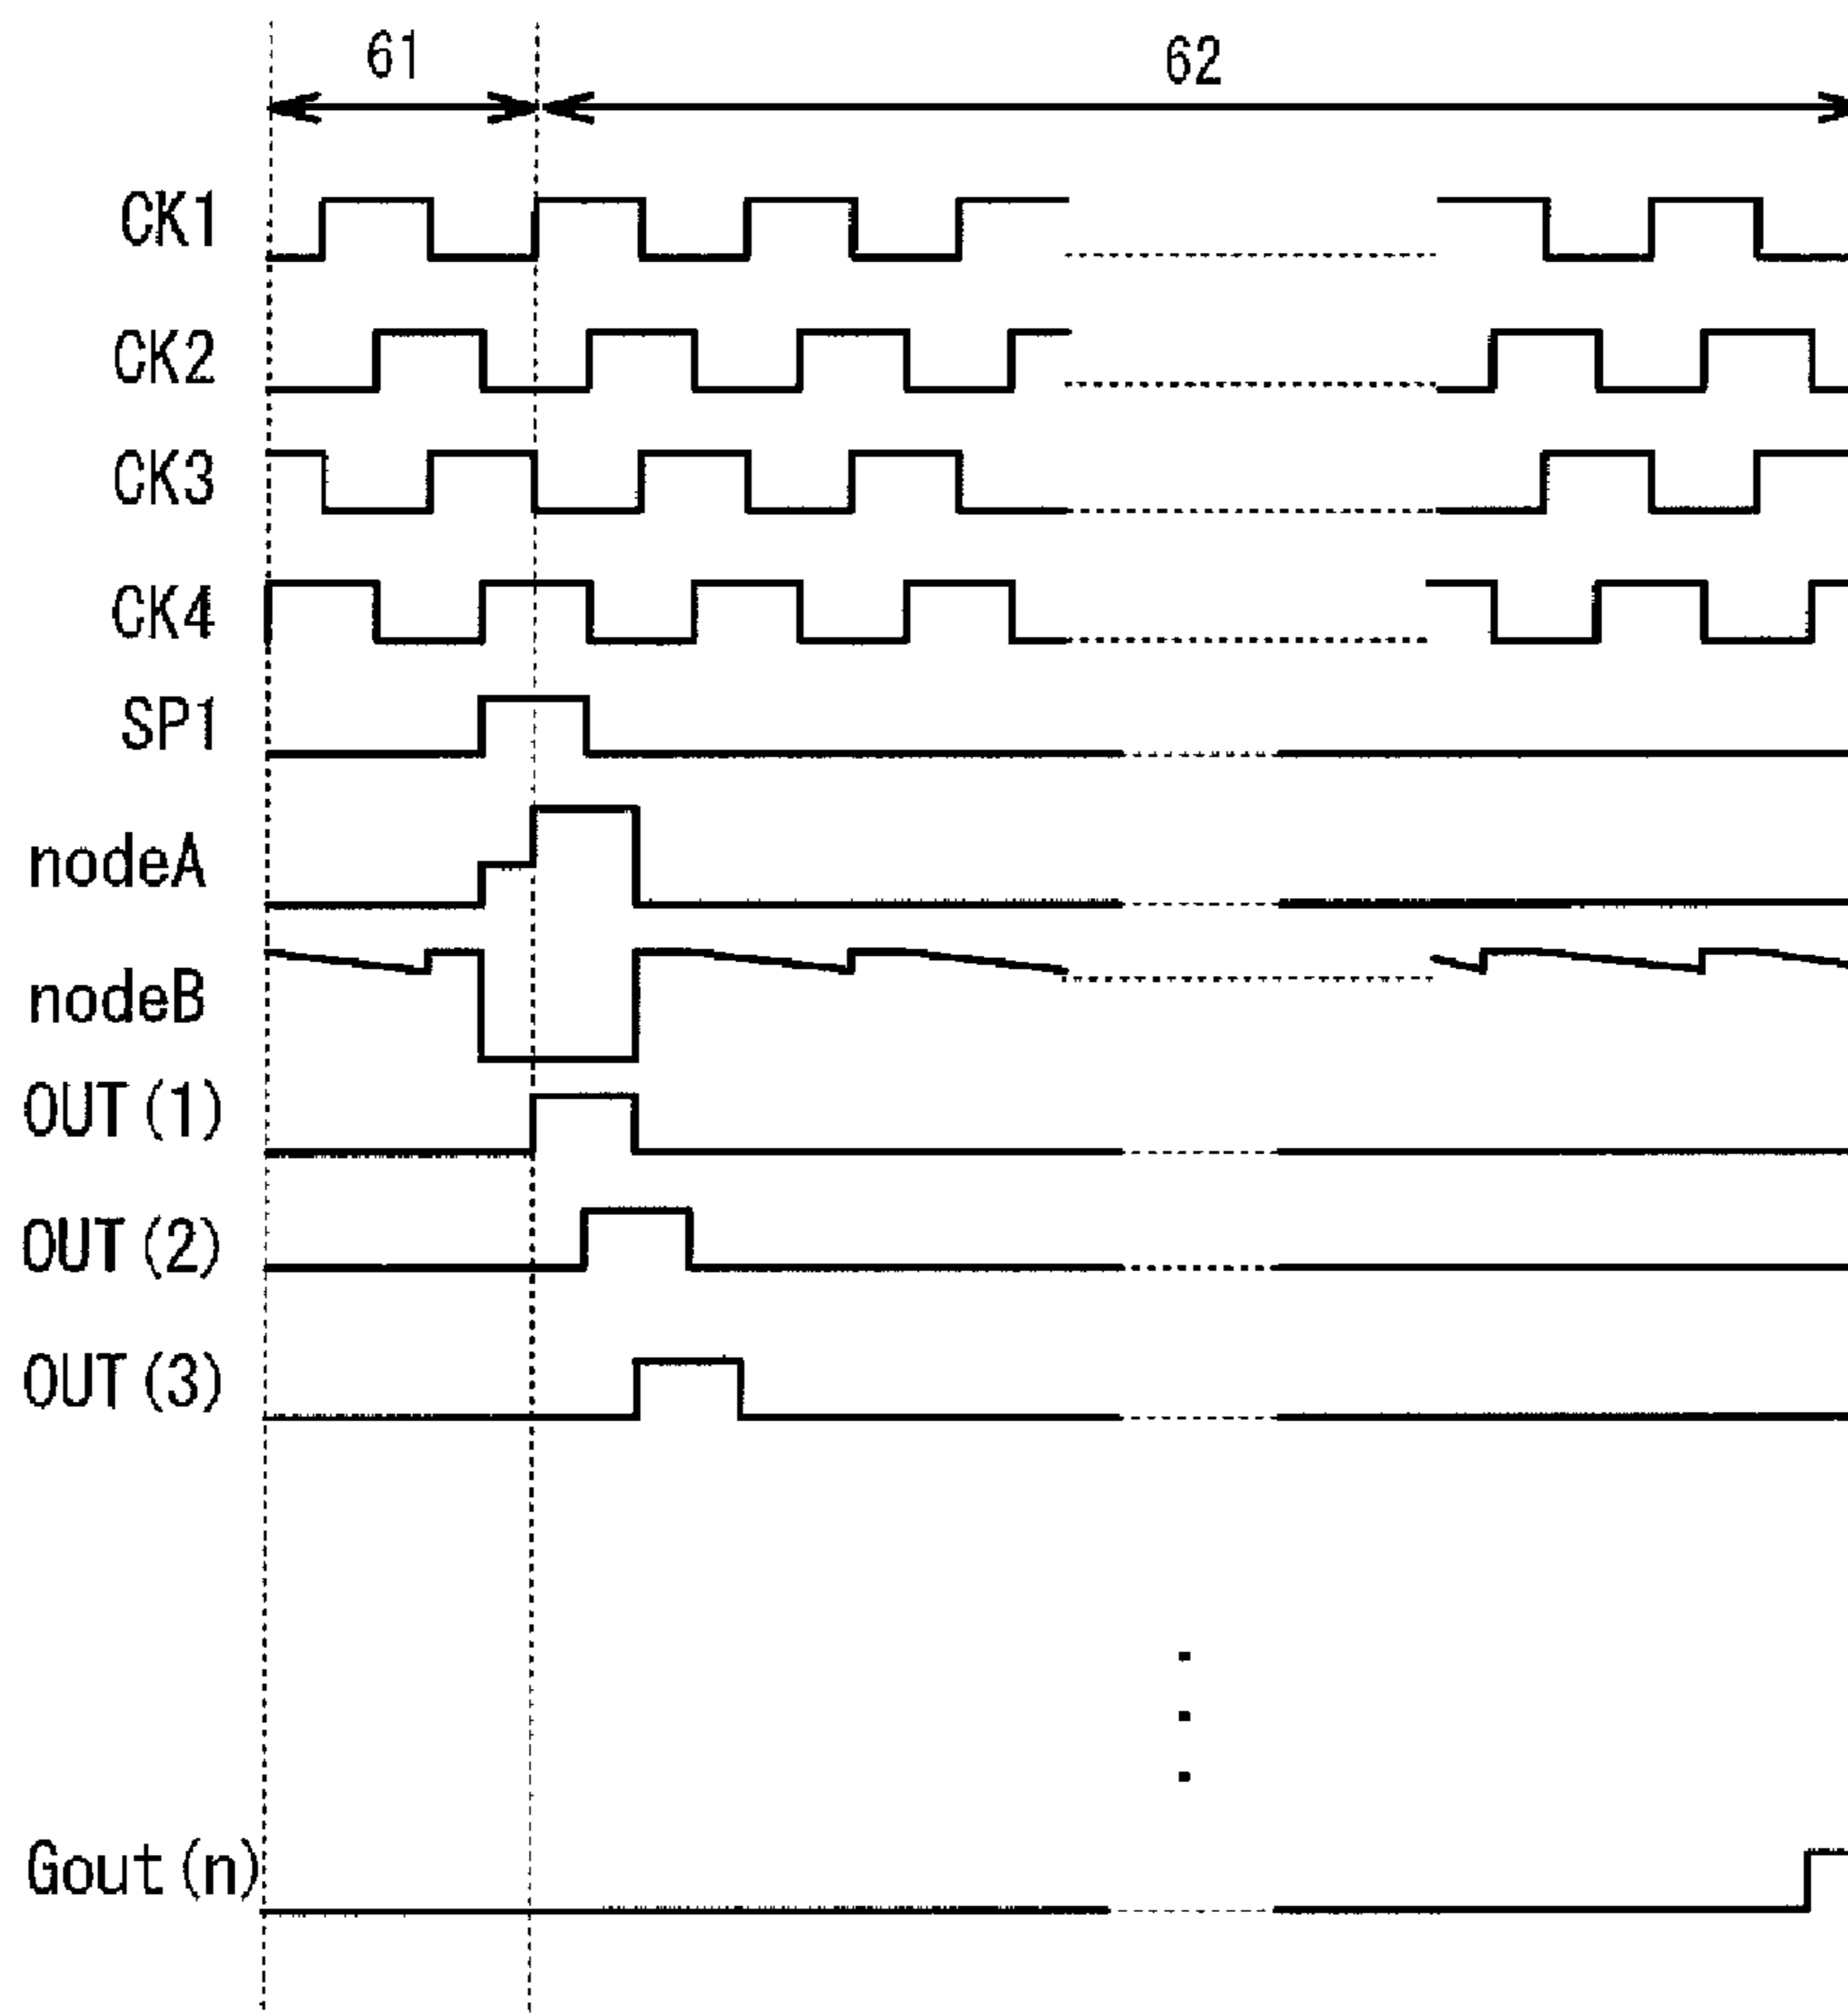 61
62
CK1
CK2
CK3
CK4
SP1
nodeA
nodeB
OUT(1)
OUT(2)
OUT(3)
Gout(n)